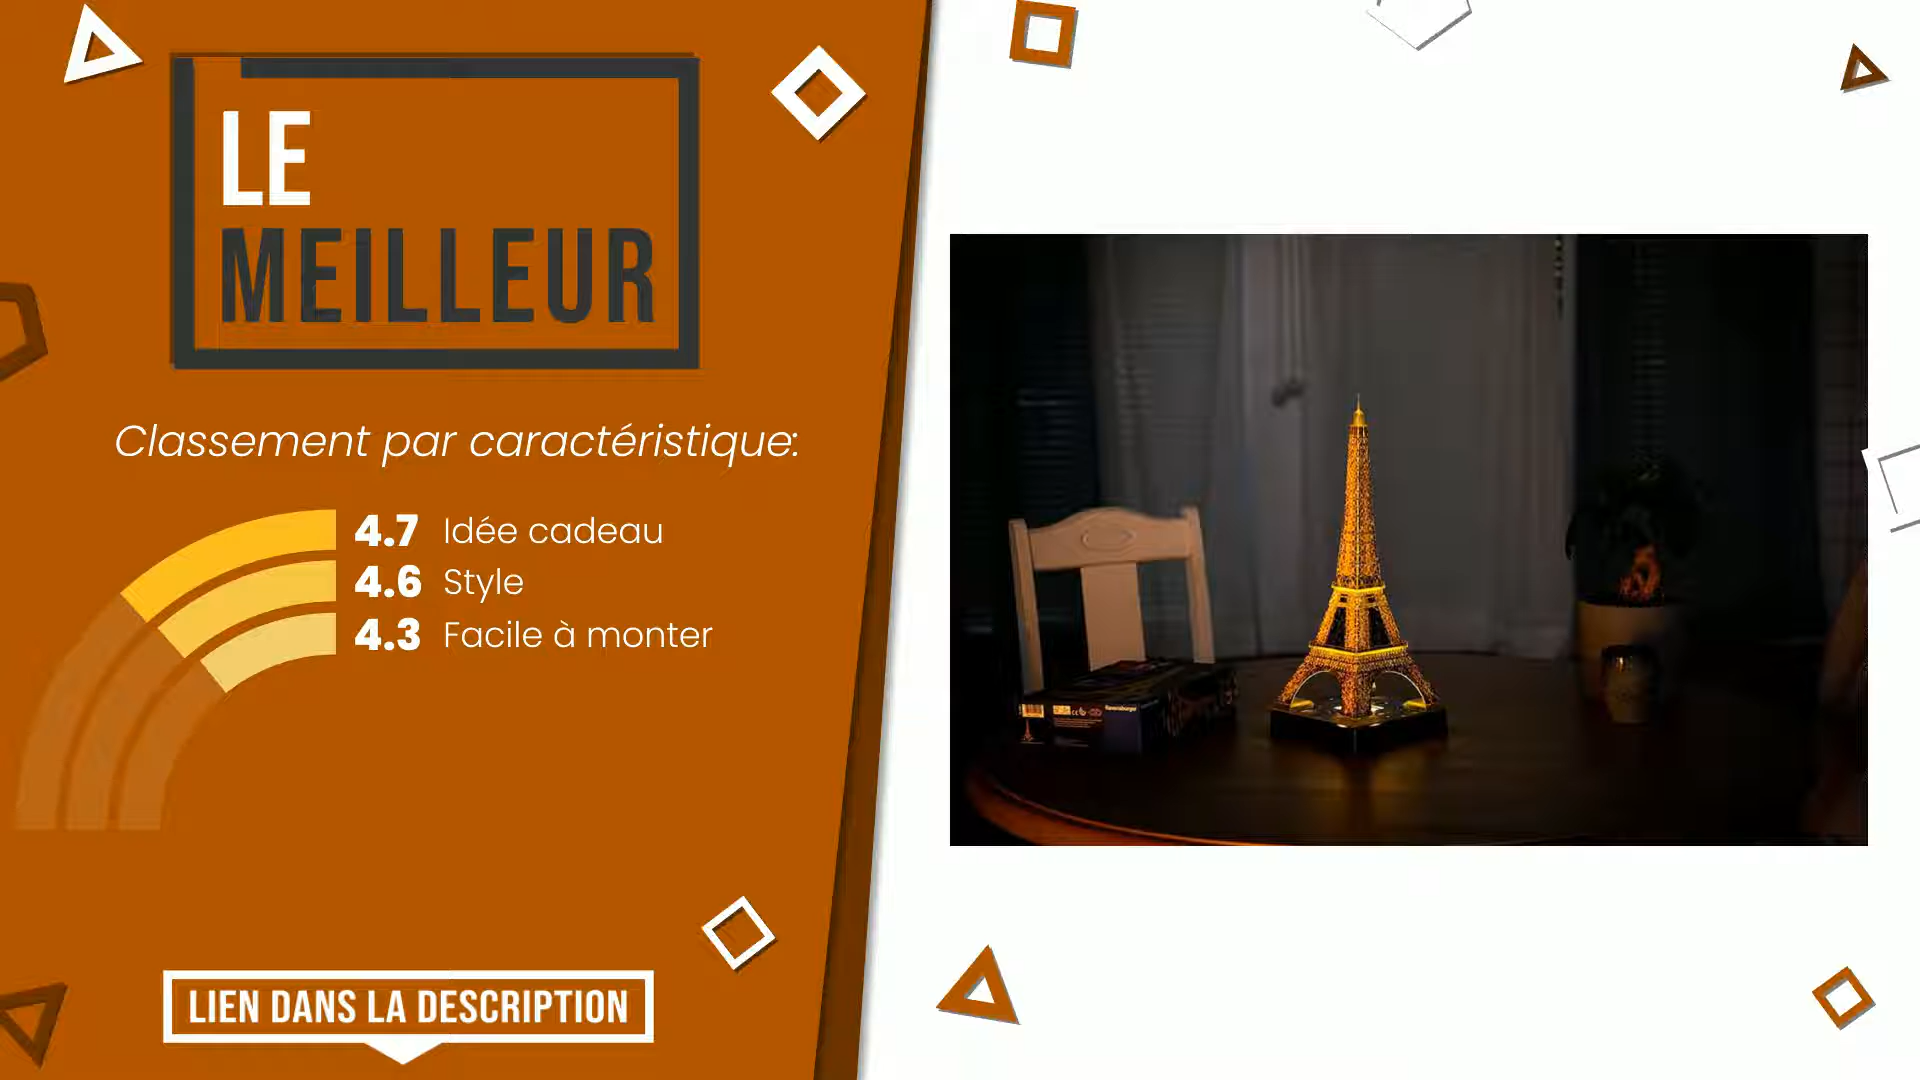 LE
MEILLEUR
Classement par caractéristique:
4.7 Idée cadeau
4.6 Style
4.3 Facile à monter
LIEN DANS LA DESCRIPTION
Ravensburger